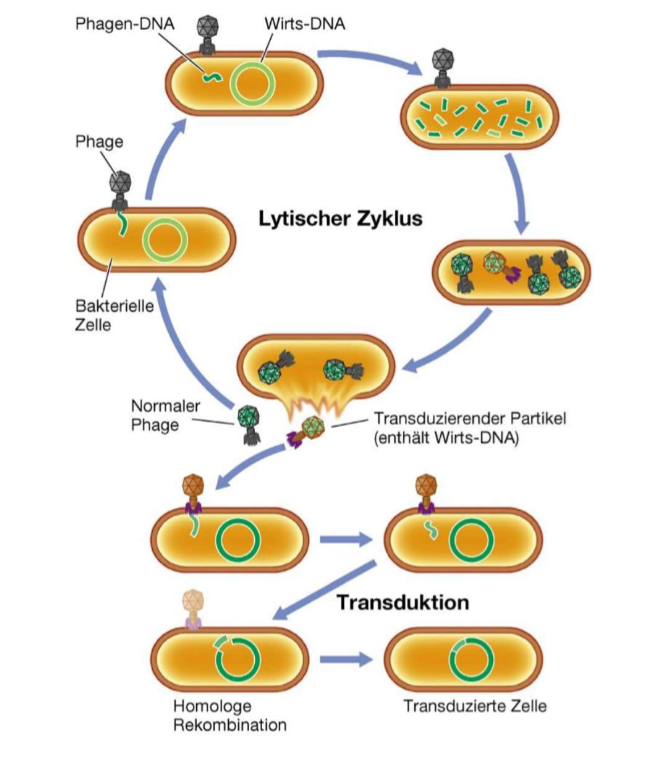 Phagen-DNA
Wirts-DNA
Phage
Lytischer Zyklus
Bakterielle
Zelle
Normaler
Phage
Transduzierender Partikel
(enthält Wirts-DNA)
Transduktion
Homologe
Rekombination
Transduzierte Zelle